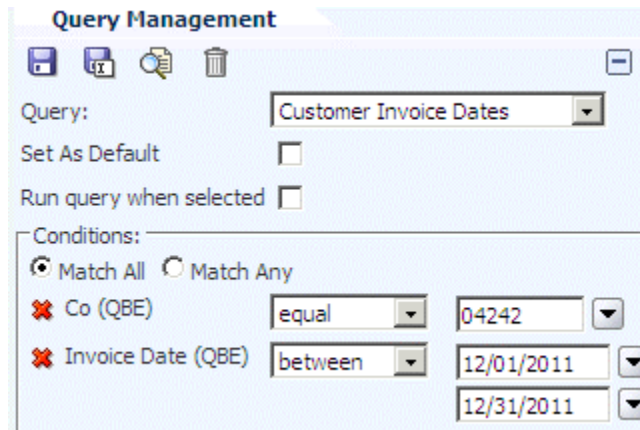 Query Management
Query: Customer Invoice Dates
Set As Default
Run query when selected
Conditions:
Match All Match Any
Co (QBE) equal 04242
Invoice Date (QBE) between 12/01/2011
12/31/2011